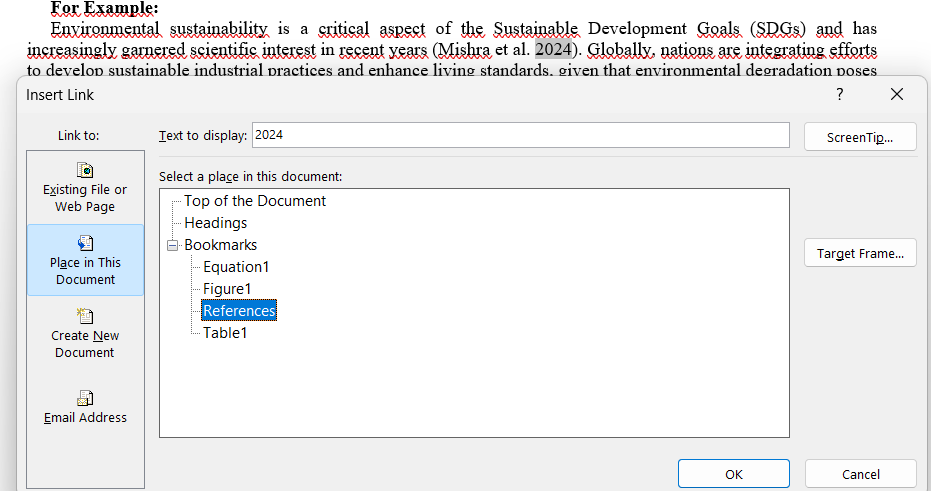 For Example:
Environmental sustainability is a critical aspect of the Sustainable Development Goals (SDGs) and has
increasingly garnered scientific interest in recent years (Mishra et al. 2024). Globally, nations are integrating efforts
to develop sustainable industrial practices and enhance living standards, given that environmental degradation poses
Insert Link
?
Link to:
Text to display: 2024
ScreenTip...
Select a place in this document:
Existing File or
Web Page
Place in This
Document
Create New
Document
Email Address
Top of the Document
Headings
Bookmarks
Equation1
Figure1
References
Table1
Target Frame...
OK
Cancel